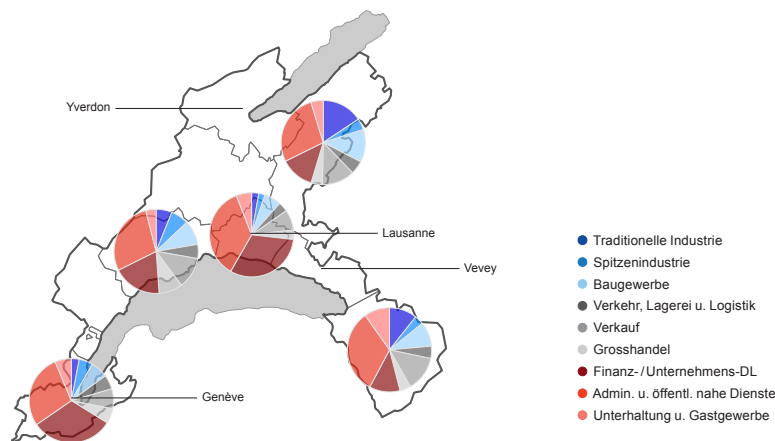 Yverdon
Lausanne
Vevey
Genève
Traditionelle Industrie
Spitzenindustrie
Baugewerbe
Verkehr, Lagerei u. Logistik
Verkauf
Grosshandel
Finanz-/Unternehmens-DL
Admin. u. öffentl. nahe Dienste
Unterhaltung u. Gastgewerbe